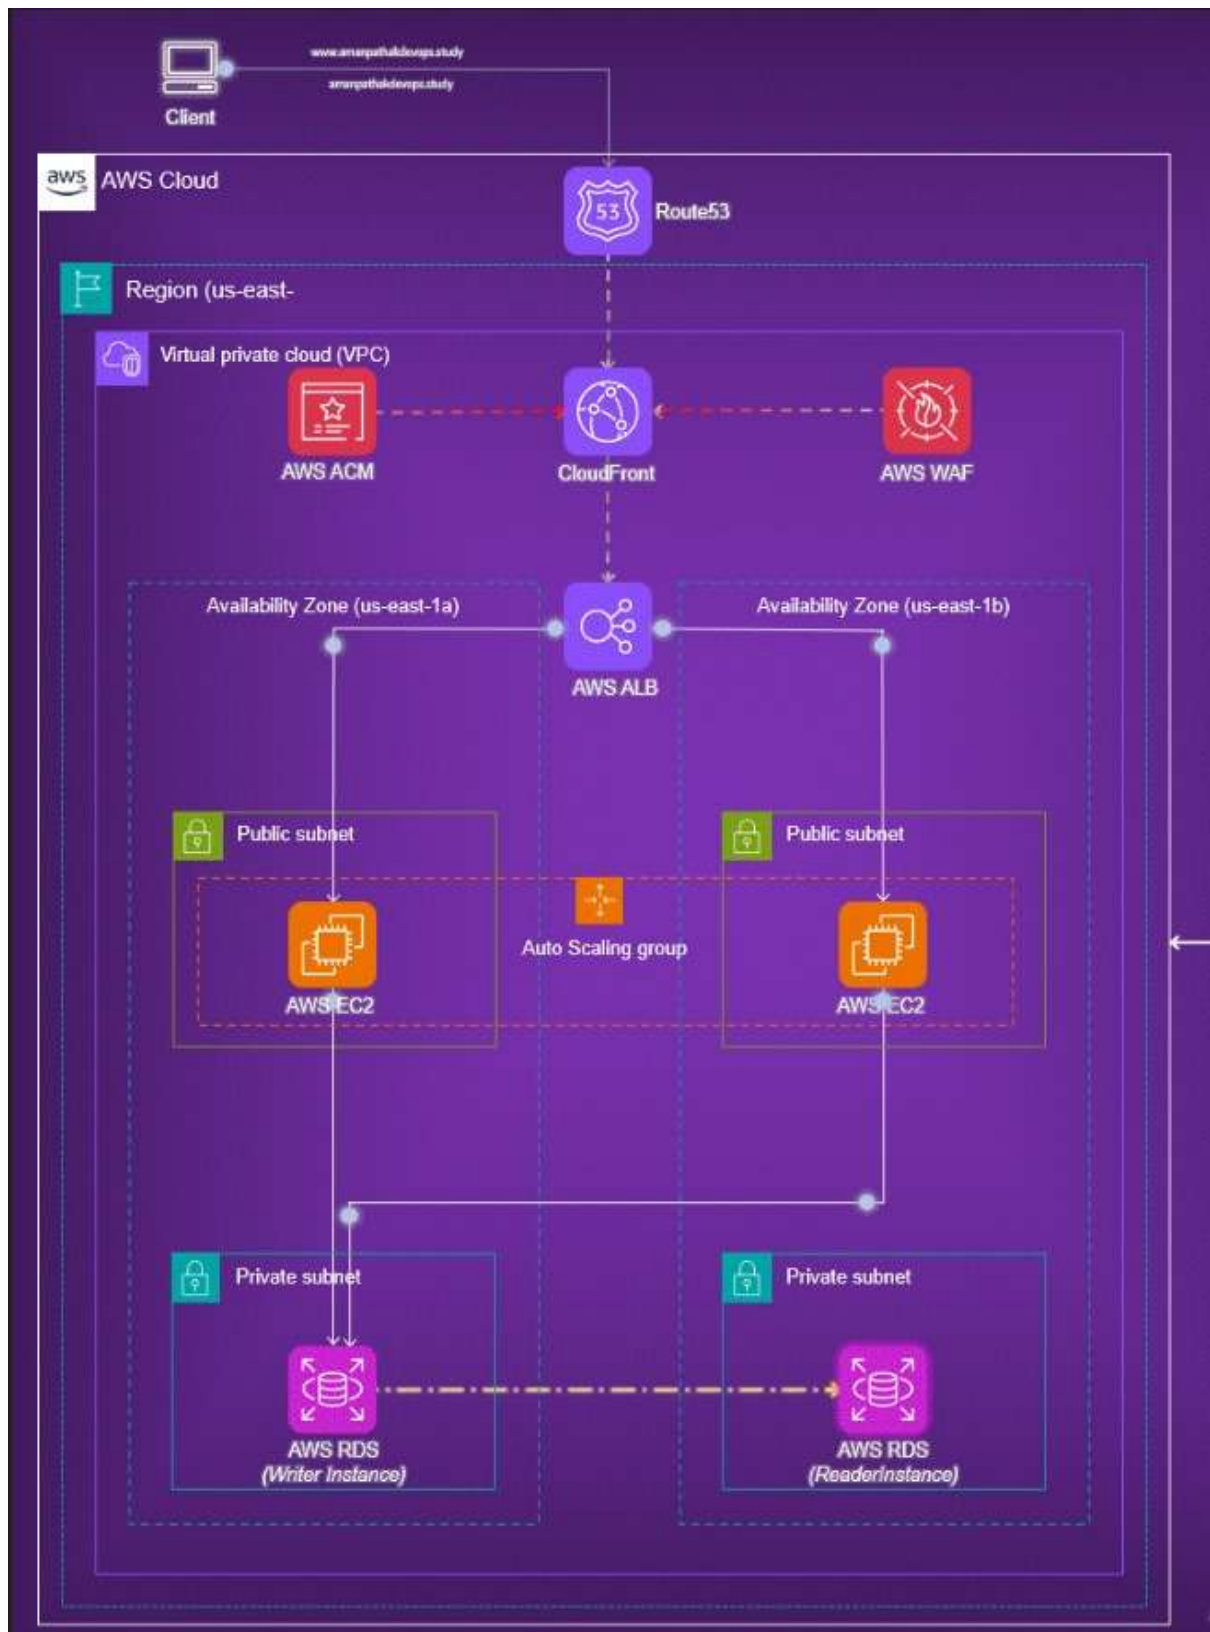 www.amanpathakdevops.study
amanpathakdevops.study
Client
aws
AWS Cloud
53
Route53
Region (us-east-
Virtual private cloud (VPC)
AWS ACM
CloudFront
AWS WAF
Availability Zone (us-east-1a)
Availability Zone (us-east-1b)
AWS ALB
Public subnet
Public subnet
Auto Scaling group
AWS EC2
AWS EC2
Private subnet
Private subnet
AWS RDS
(Writer Instance)
AWS RDS
(ReaderInstance)